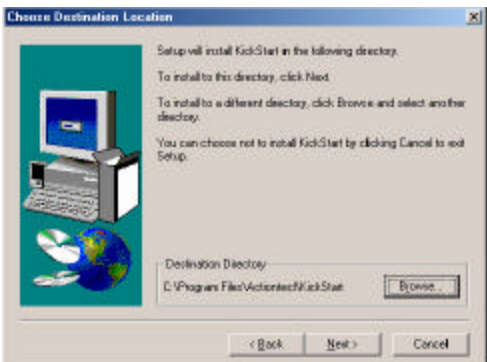 Choose Destination Location
Setup will install KickStart in the following directory.
To install to this directory, click Next.
To install to a different directory, click Browse and select another
directory.
You can choose not to install KickStart by clicking Cancel to exit
Setup.
Destination Directory
C:\Program Files\Actiontec\KickStart
Browse...
< Back
Next >
Cancel